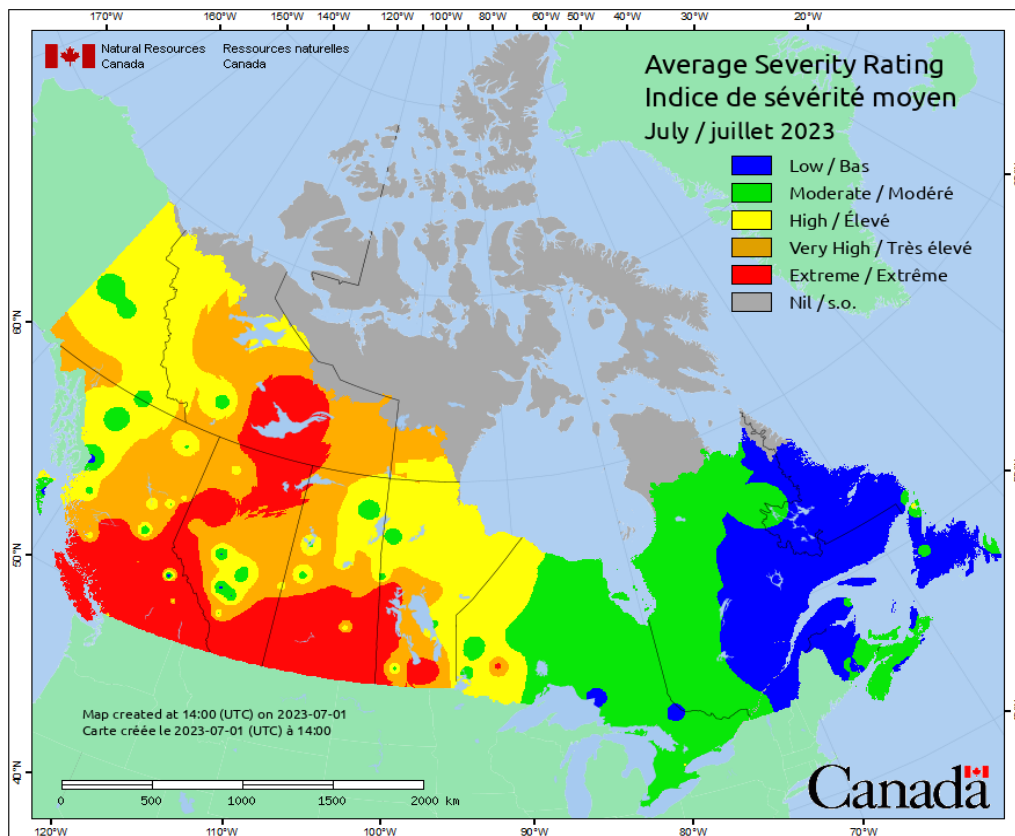 170°W 160°W 150°W 140°W 130°W 120°W 110°W 100°W 90°W 80°W 70°W 60°W 50°W 40°W 30°W 20°W
Natural Resources Canada
Ressources naturelles Canada
Average Severity Rating
Indice de sévérité moyen
July / juillet 2023
Low / Bas
Moderate / Modéré
High / Élevé
Very High / Très élevé
Extreme / Extrême
Nil / s.o.
60°N
50°N
40°N
Map created at 14:00 (UTC) on 2023-07-01
Carte créée le 2023-07-01 (UTC) à 14:00
0 500 1000 1500 2000 km
Canada
120°W 110°W 100°W 90°W 80°W 70°W